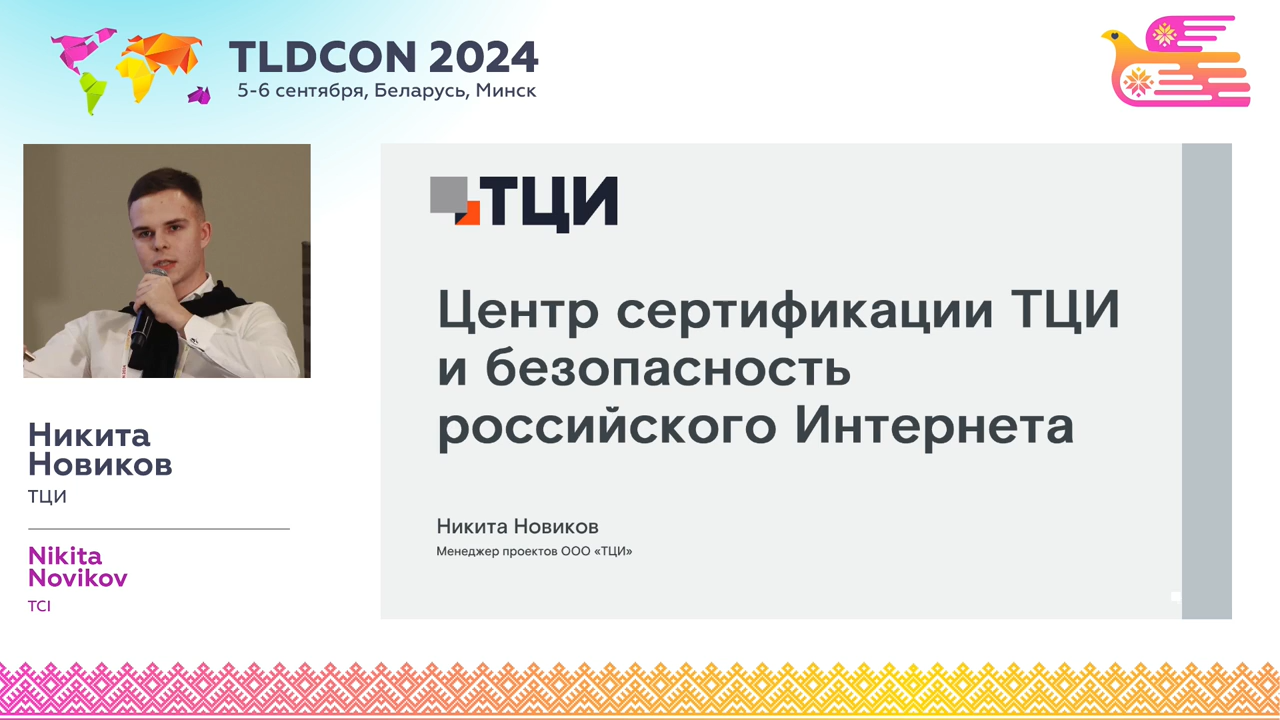 TLDCON 2024
5-6 сентября, Беларусь, Минск
Никита
Новиков
ТЦИ
Nikita
Novikov
TCI
ТЦИ
Центр сертификации ТЦИ
и безопасность
российского Интернета
Никита Новиков
Менеджер проектов ООО «ТЦИ»